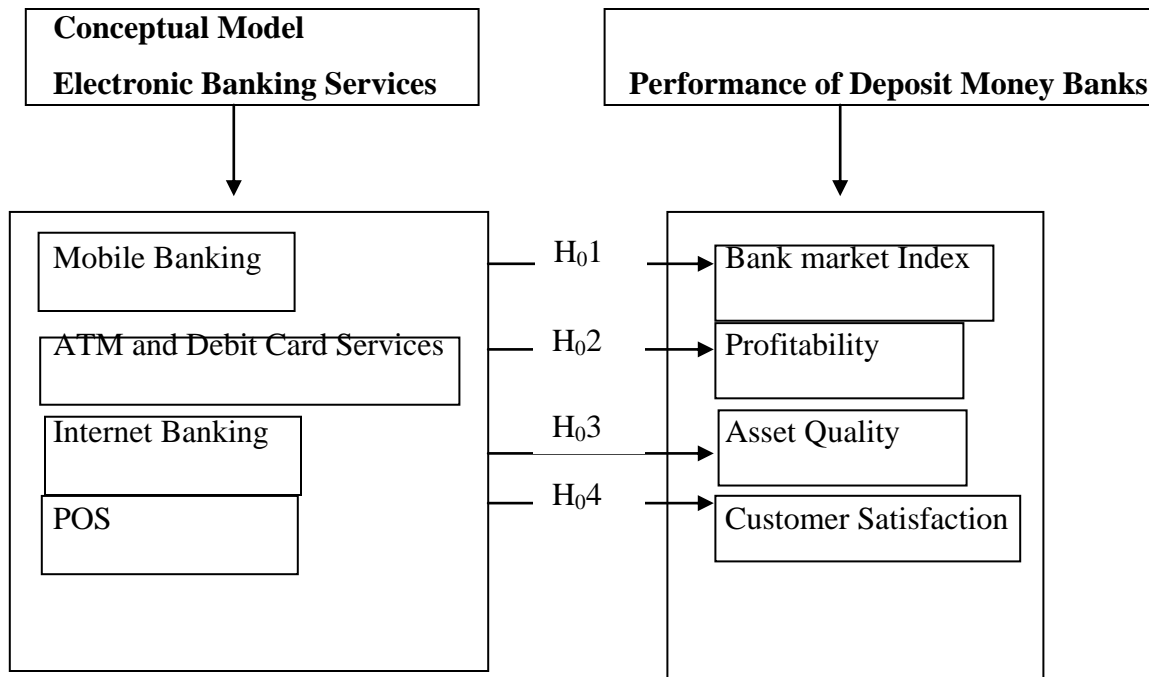 Conceptual Model
Electronic Banking Services
Performance of Deposit Money Banks
Mobile Banking
H₀1
Bank market Index
ATM and Debit Card Services
H₀2
Profitability
Internet Banking
H₀3
Asset Quality
POS
H₀4
Customer Satisfaction